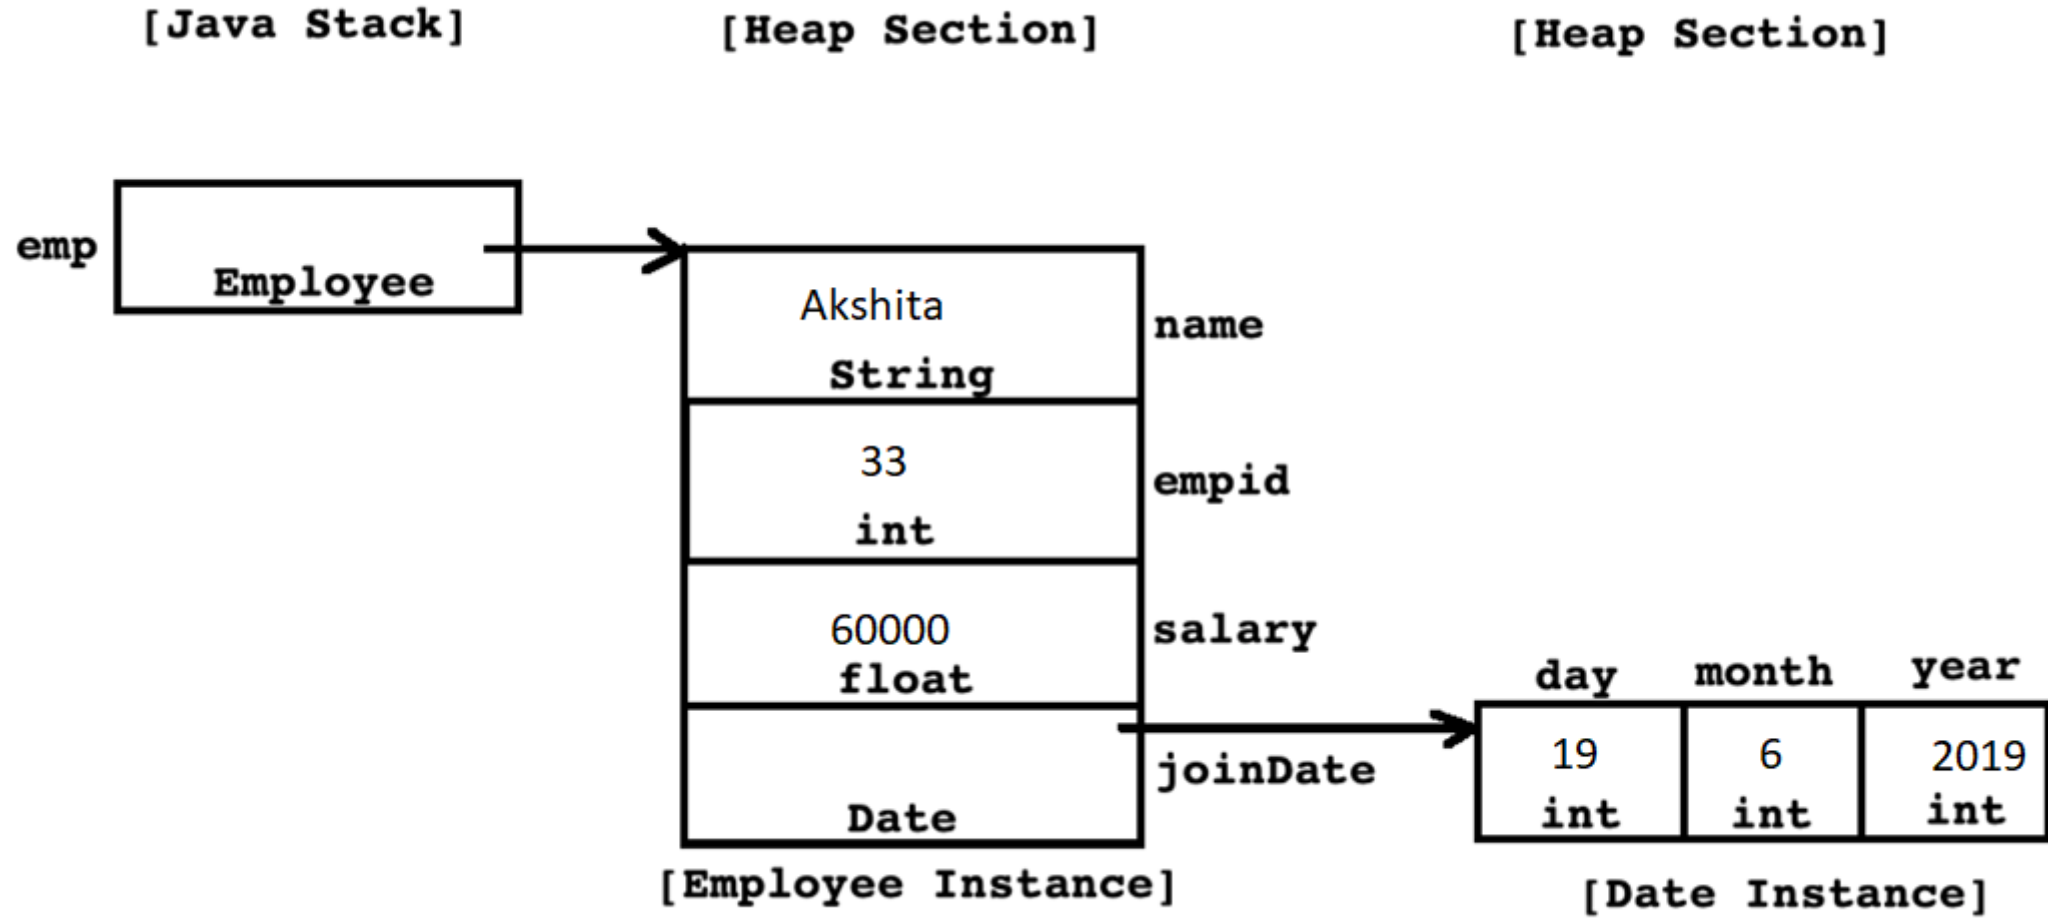 [Java Stack]
[Heap Section]
[Heap Section]
emp
Employee
Akshita
String
name
33
int
empid
60000
float
salary
Date
joinDate
day month year
19 6 2019
int int int
[Employee Instance]
[Date Instance]